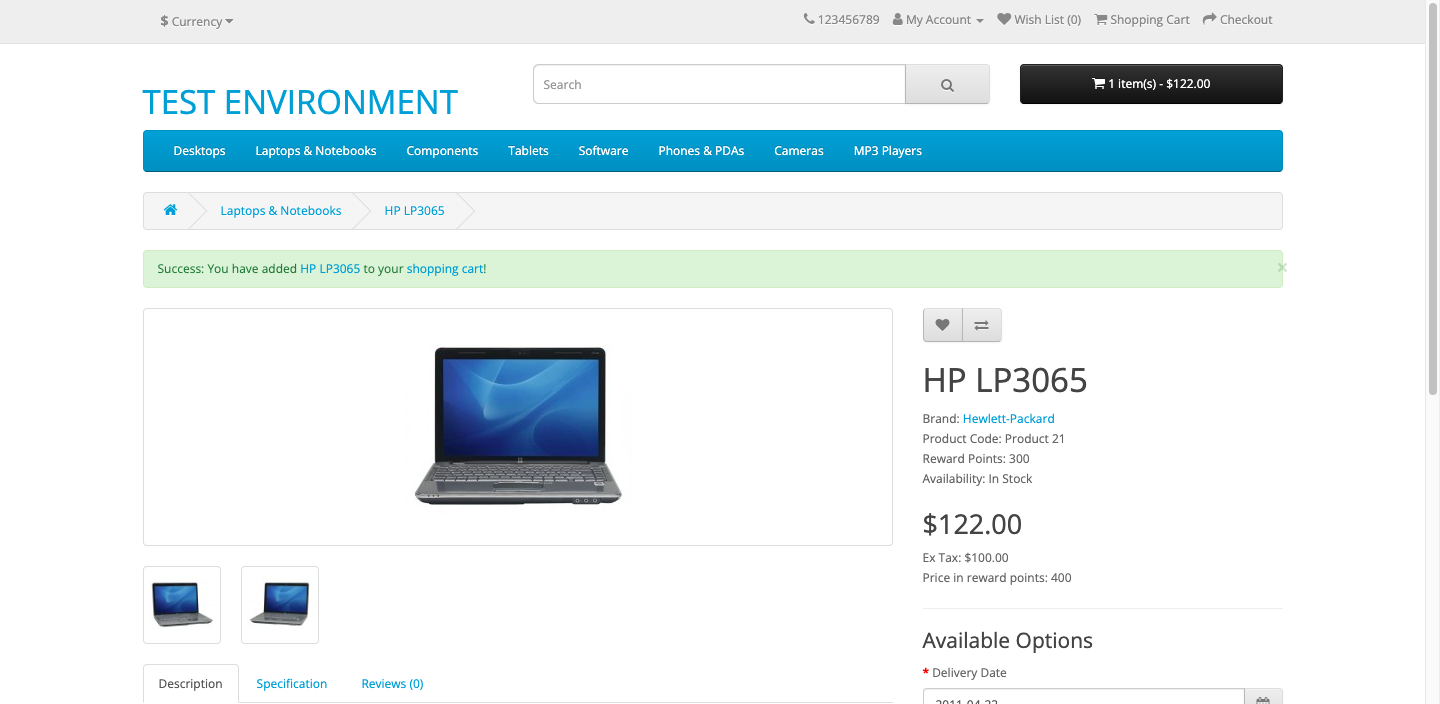 $ Currency
123456789 My Account Wish List (0) Shopping Cart Checkout
TEST ENVIRONMENT
Search
1 item(s) - $122.00
Desktops Laptops & Notebooks Components Tablets Software Phones & PDAs Cameras MP3 Players
Laptops & Notebooks HP LP3065
Success: You have added HP LP3065 to your shopping cart!
×
HP LP3065
Brand: Hewlett-Packard
Product Code: Product 21
Reward Points: 300
Availability: In Stock
$122.00
Ex Tax: $100.00
Price in reward points: 400
Available Options
* Delivery Date
2011-04-22
Description Specification Reviews (0)